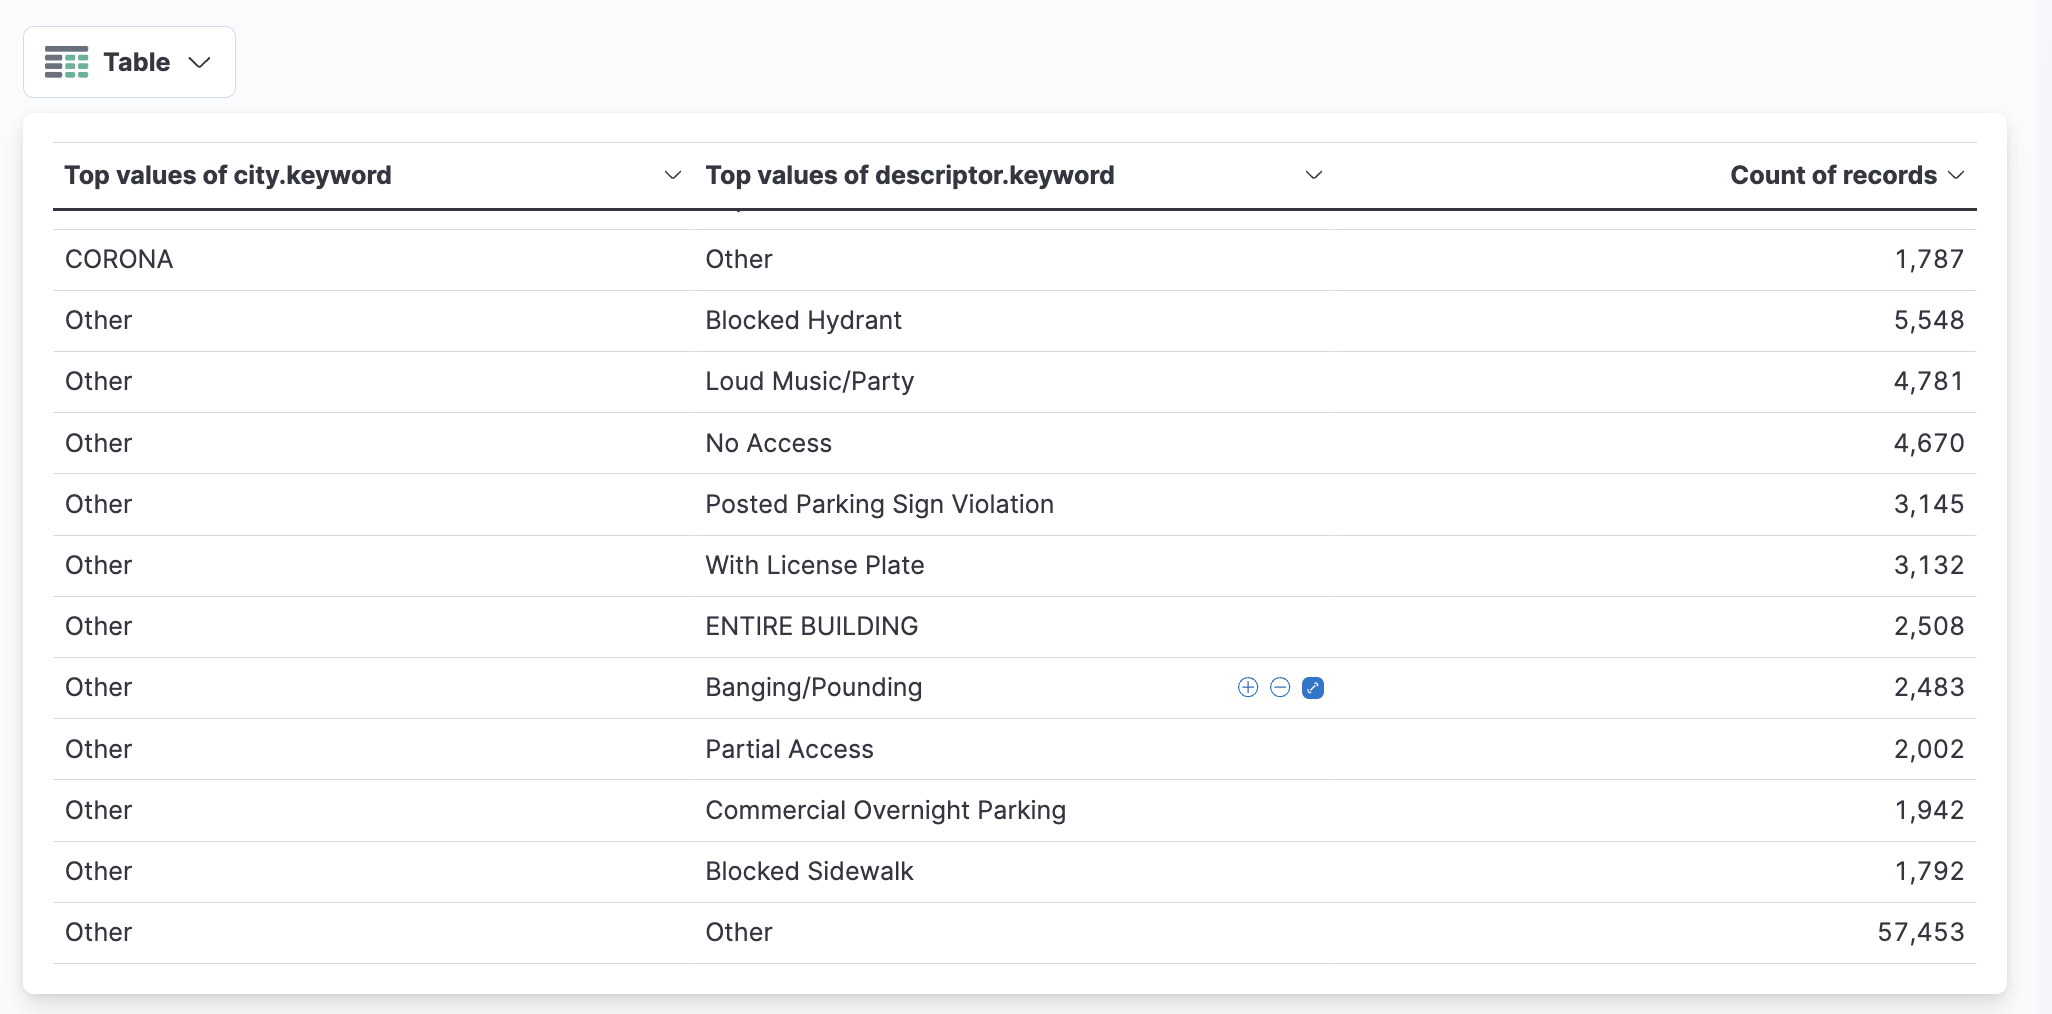 Table
Top values of city.keyword Top values of descriptor.keyword Count of records
CORONA Other 1,787
Other Blocked Hydrant 5,548
Other Loud Music/Party 4,781
Other No Access 4,670
Other Posted Parking Sign Violation 3,145
Other With License Plate 3,132
Other ENTIRE BUILDING 2,508
Other Banging/Pounding 2,483
Other Partial Access 2,002
Other Commercial Overnight Parking 1,942
Other Blocked Sidewalk 1,792
Other Other 57,453